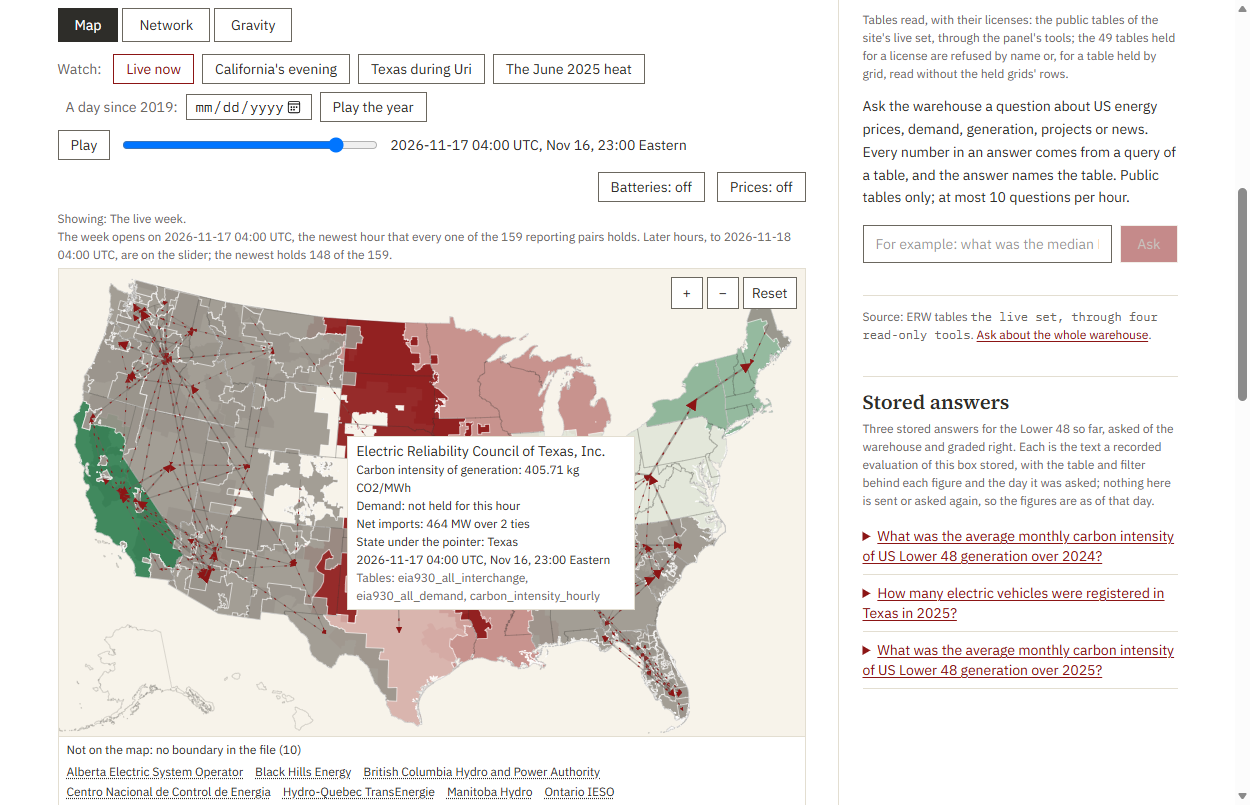 Map
Network
Gravity
Watch:
Live now
California's evening
Texas during Uri
The June 2025 heat
A day since 2019:
mm/dd/yyyy
Play the year
Play
2026-11-17 04:00 UTC, Nov 16, 23:00 Eastern
Batteries: off
Prices: off
Showing: The live week.
The week opens on 2026-11-17 04:00 UTC, the newest hour that every one of the 159 reporting pairs holds. Later hours, to 2026-11-18
04:00 UTC, are on the slider; the newest holds 148 of the 159.
+
−
Reset
Electric Reliability Council of Texas, Inc.
Carbon intensity of generation: 405.71 kg
CO2/MWh
Demand: not held for this hour
Net imports: 464 MW over 2 ties
State under the pointer: Texas
2026-11-17 04:00 UTC, Nov 16, 23:00 Eastern
Tables: eia930_all_interchange,
eia930_all_demand, carbon_intensity_hourly
Not on the map: no boundary in the file (10)
Alberta Electric System Operator
Black Hills Energy
British Columbia Hydro and Power Authority
Centro Nacional de Control de Energia
Hydro-Quebec TransEnergie
Manitoba Hydro
Ontario IESO
Tables read, with their licenses: the public tables of the
site's live set, through the panel's tools; the 49 tables held
for a license are refused by name or, for a table held by
grid, read without the held grids' rows.
Ask the warehouse a question about US energy
prices, demand, generation, projects or news.
Every number in an answer comes from a query of
a table, and the answer names the table. Public
tables only; at most 10 questions per hour.
For example: what was the median
Ask
Source: ERW tables the live set, through four
read-only tools. Ask about the whole warehouse.
Stored answers
Three stored answers for the Lower 48 so far, asked of the
warehouse and graded right. Each is the text a recorded
evaluation of this box stored, with the table and filter
behind each figure and the day it was asked; nothing here
is sent or asked again, so the figures are as of that day.
What was the average monthly carbon intensity
of US Lower 48 generation over 2024?
How many electric vehicles were registered in
Texas in 2025?
What was the average monthly carbon intensity
of US Lower 48 generation over 2025?